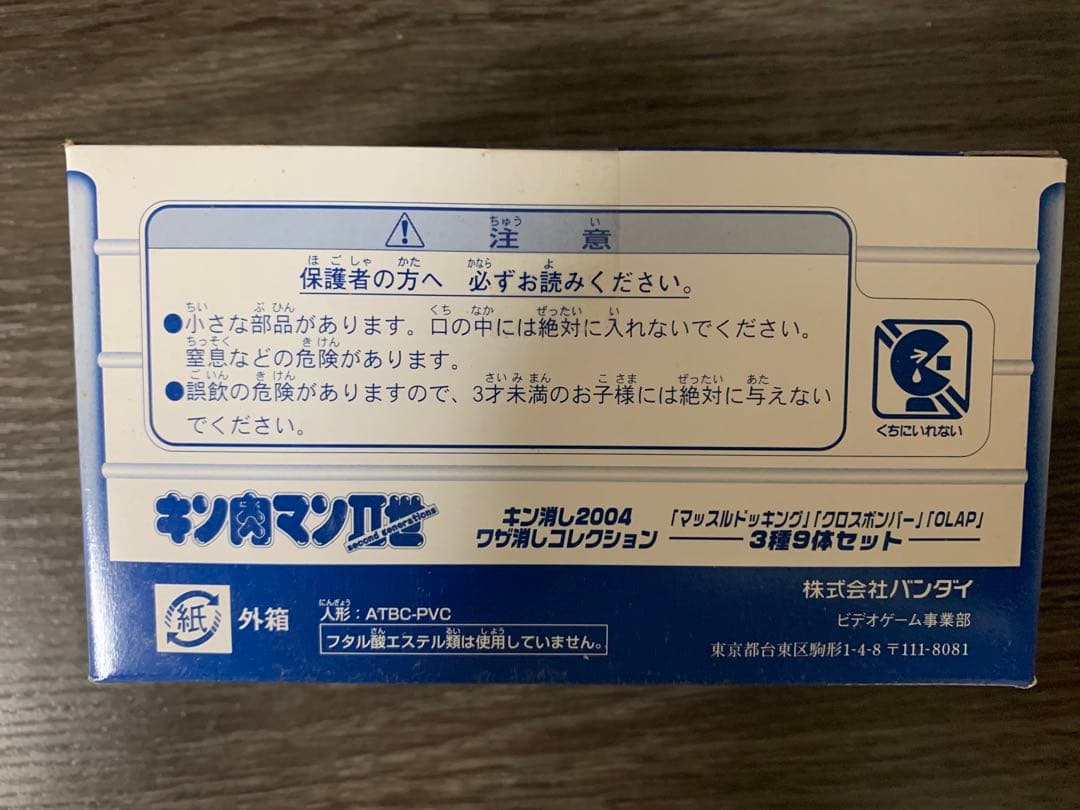 注意
保護者の方へ 必ずお読みください。
●小さな部品があります。口の中には絶対に入れないでください。
窒息などの危険があります。
●誤飲の危険がありますので、3才未満のお子様には絶対に与えない
でください。
くちにいれない
キン肉マンⅡ世
second generations
キン消し2004
ワザ消しコレクション
「マッスルドッキング」「クロスボンバー」「OLAP」
3種9体セット
紙 外箱
人形：ATBC-PVC
フタル酸エステル類は使用していません。
株式会社バンダイ
ビデオゲーム事業部
東京都台東区駒形1-4-8 〒111-8081